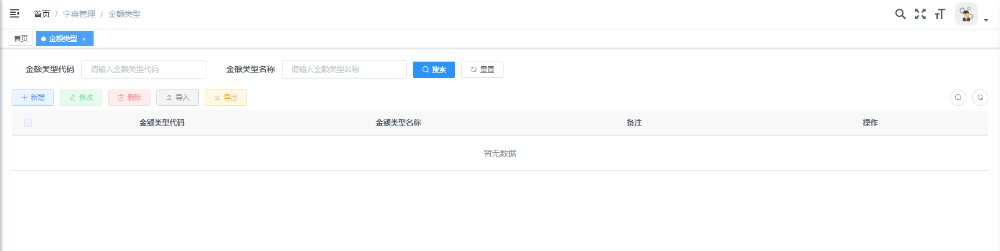 首页 / 字典管理 / 金额类型
首页 金额类型 ×
金额类型代码 请输入金额类型代码 金额类型名称 请输入金额类型名称 搜索 重置
新增 修改 删除 导入 导出
金额类型代码 金额类型名称 备注 操作
暂无数据